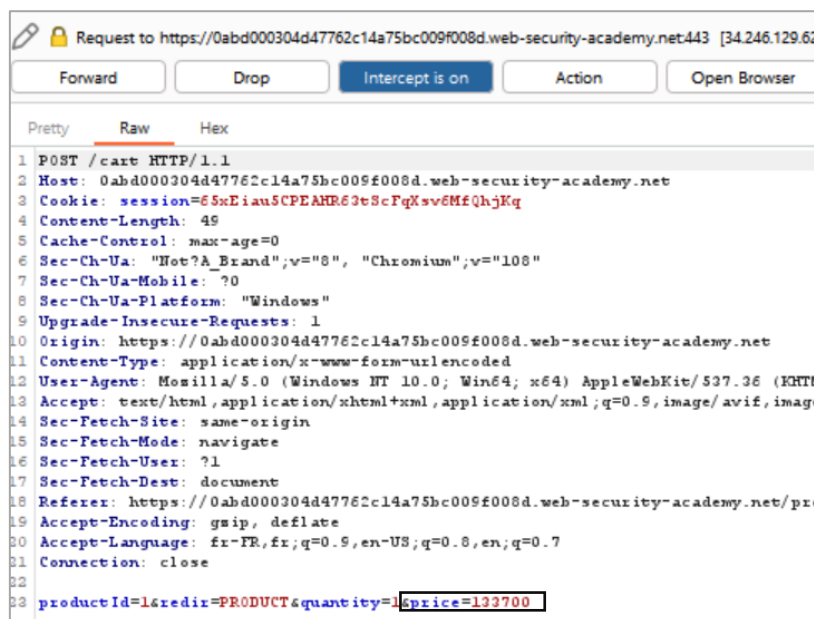 Request to https://0abd000304d47762c14a75bc009f008d.web-security-academy.net:443 [34.246.129.62
Forward Drop Intercept is on Action Open Browser
Pretty Raw Hex
1 POST /cart HTTP/1.1
2 Host: 0abd000304d47762c14a75bc009f008d.web-security-academy.net
3 Cookie: session=65xEiau5CPEAHR63tScFqXsv6MfQhjKq
4 Content-Length: 49
5 Cache-Control: max-age=0
6 Sec-Ch-Ua: "Not?A_Brand";v="8", "Chromium";v="108"
7 Sec-Ch-Ua-Mobile: ?0
8 Sec-Ch-Ua-Platform: "Windows"
9 Upgrade-Insecure-Requests: 1
10 Origin: https://0abd000304d47762c14a75bc009f008d.web-security-academy.net
11 Content-Type: application/x-www-form-urlencoded
12 User-Agent: Mozilla/5.0 (Windows NT 10.0; Win64; x64) AppleWebKit/537.36 (KHTM
13 Accept: text/html,application/xhtml+xml,application/xml;q=0.9,image/avif,imag
14 Sec-Fetch-Site: same-origin
15 Sec-Fetch-Mode: navigate
16 Sec-Fetch-User: ?1
17 Sec-Fetch-Dest: document
18 Referer: https://0abd000304d47762c14a75bc009f008d.web-security-academy.net/pro
19 Accept-Encoding: gzip, deflate
20 Accept-Language: fr-FR,fr;q=0.9,en-US;q=0.8,en;q=0.7
21 Connection: close
22
23 productId=1&redir=PRODUCT&quantity=1&price=133700